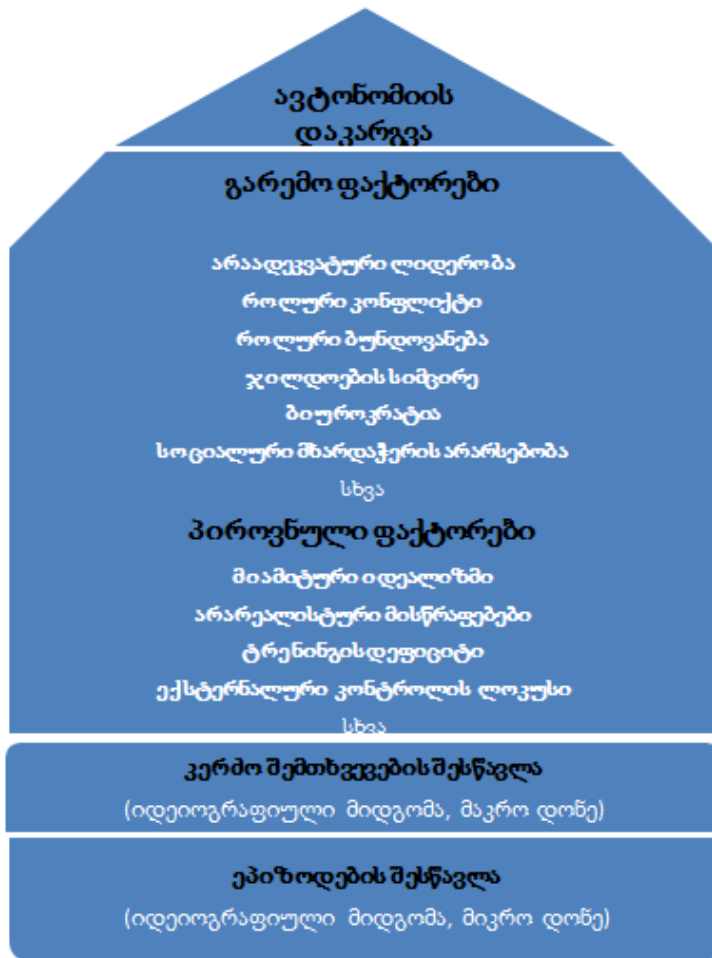 ავტონომიის
დაკარგვა
გარემო ფაქტორები
არაადეკვატური ლიდერობა
როლური კონფლიქტი
როლური ბუნდოვანება
ჯილდოების სიმცირე
ბიუროკრატია
სოციალური მხარდაჭერის არარსებობა
სხვა
პიროვნული ფაქტორები
მიამიტური იდეალიზმი
არარეალისტური მისწრაფებები
ტრენინგის დეფიციტი
ექსტერნალური კონტროლის ლოკუსი
სხვა
კერძო შემთხვევების შესწავლა
(იდეიოგრაფიული მიდგომა, მაკრო დონე)
ეპიზოდების შესწავლა
(იდეიოგრაფიული მიდგომა, მიკრო დონე)